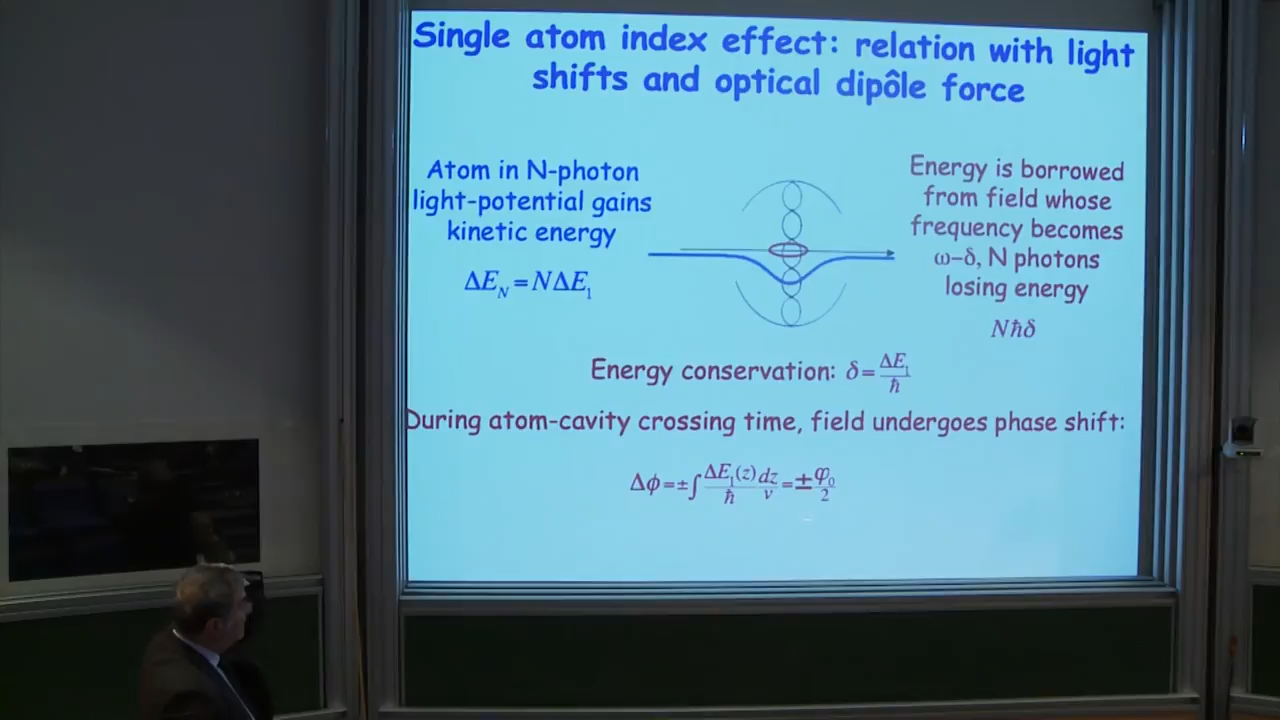 Single atom index effect: relation with light
shifts and optical dipôle force
Atom in N-photon
light-potential gains
kinetic energy
ΔE_N = NΔE_1
Energy is borrowed
from field whose
frequency becomes
ω–δ, N photons
losing energy
Nħδ
Energy conservation: δ = ΔE_1/ħ
During atom-cavity crossing time, field undergoes phase shift:
Δϕ = ±∫ ΔE_1(z)/ħ dz/v = ± φ_0/2